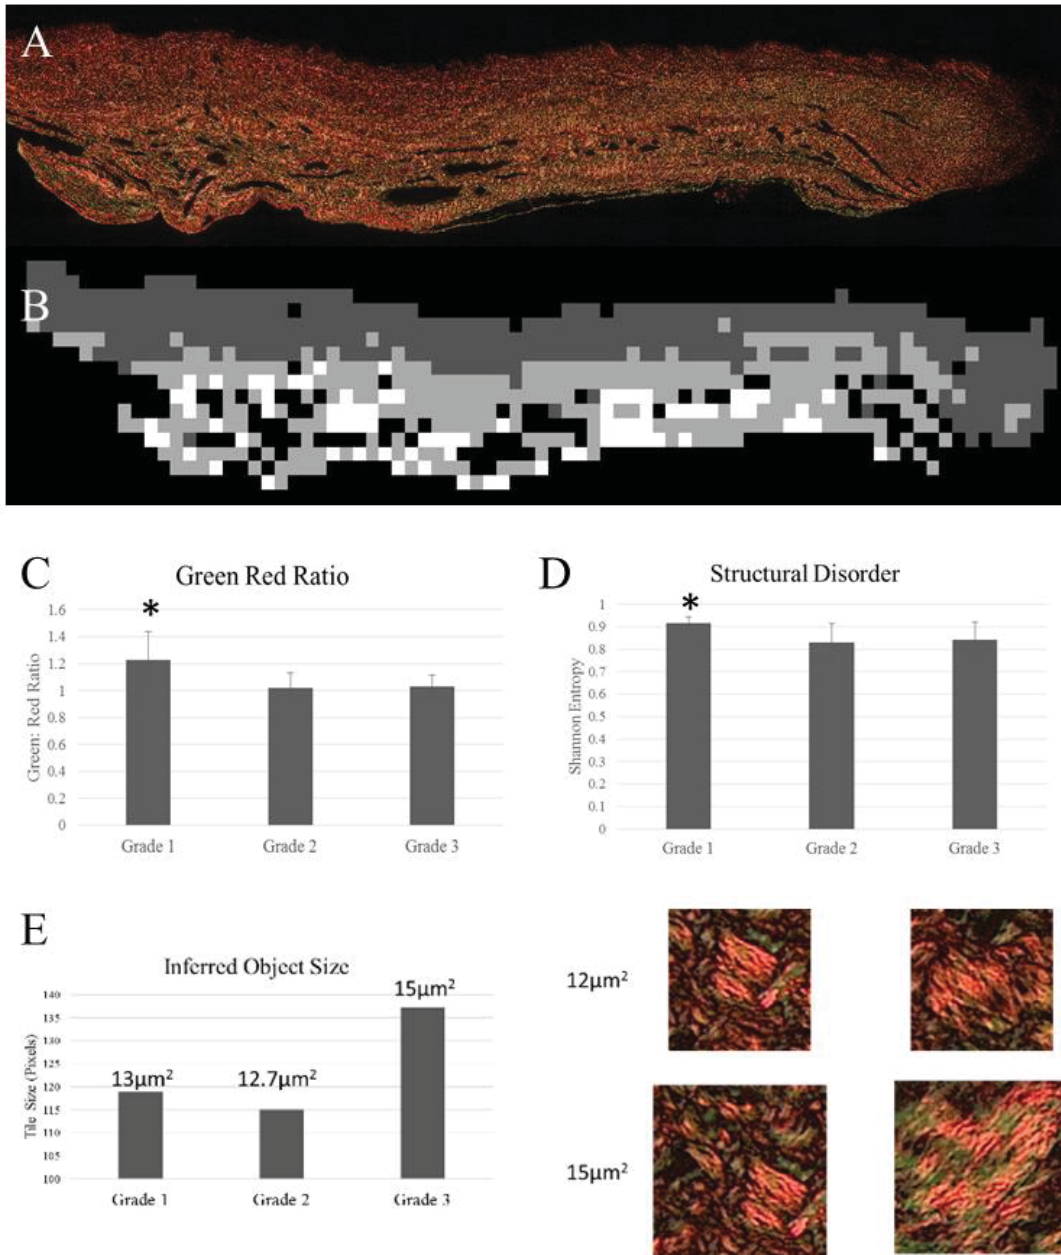 A
B
C
Green Red Ratio
*
1.6
1.4
1.2
1
0.8
0.6
0.4
0.2
0
Green: Red Ratio
Grade 1 Grade 2 Grade 3
D
Structural Disorder
*
1
0.9
0.8
0.7
0.6
0.5
0.4
0.3
0.2
0.1
0
Shannon Entropy
Grade 1 Grade 2 Grade 3
E
Inferred Object Size
140
135
130
125
120
115
110
105
100
Tile Size (Pixels)
13µm²
12.7µm²
15µm²
Grade 1 Grade 2 Grade 3
12µm²
15µm²